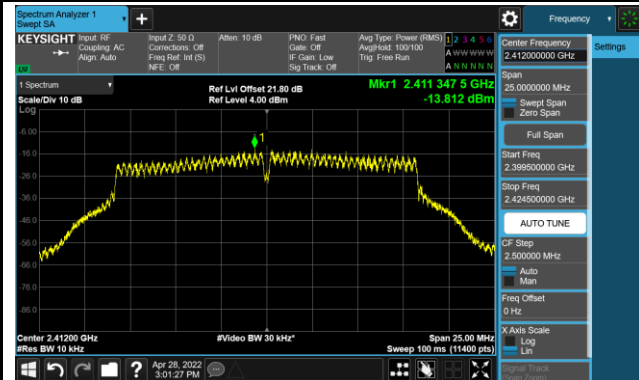 Spectrum Analyzer 1
Swept SA
Frequency
KEYSIGHT
Input: RF
Coupling: AC
Align: Auto
Input Z: 50 Ω
Corrections: Off
Freq Ref: Int (S)
NFE: Off
Atten: 10 dB
PNO: Fast
Gate: Off
IF Gain: Low
Sig Track: Off
Avg Type: Power (RMS)
Avg|Hold: 100/100
Trig: Free Run
1 2 3 4 5 6
A W W W W W
A N N N N N
1 Spectrum
Scale/Div 10 dB
Log
Ref Lvl Offset 21.80 dB
Ref Level 4.00 dBm
Mkr1 2.411 347 5 GHz
-13.812 dBm
1
-6.00
-16.0
-26.0
-36.0
-46.0
-56.0
-66.0
-76.0
-86.0
Center 2.41200 GHz
#Res BW 10 kHz
#Video BW 30 kHz*
Span 25.00 MHz
Sweep 100 ms (11400 pts)
Center Frequency
2.412000000 GHz
Settings
Span
25.0000000 MHz
Swept Span
Zero Span
Full Span
Start Freq
2.399500000 GHz
Stop Freq
2.424500000 GHz
AUTO TUNE
CF Step
2.500000 MHz
Auto
Man
Freq Offset
0 Hz
X Axis Scale
Log
Lin
Signal Track
(Span Zoom)
?
Apr 28, 2022
3:01:27 PM